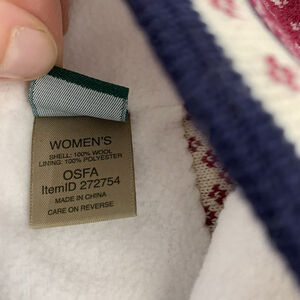 WOMEN'S
SHELL: 100% WOOL
LINING: 100% POLYESTER
OSFA
ItemID 272754
MADE IN CHINA
CARE ON REVERSE